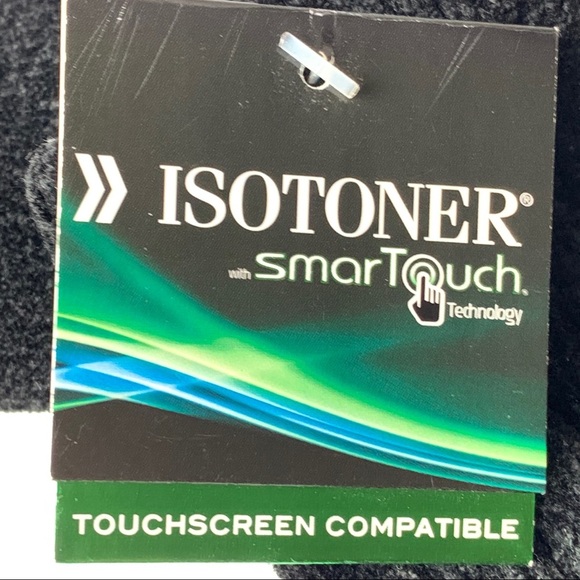 ISOTONER®
with smarTouch®
Technology
TOUCHSCREEN COMPATIBLE